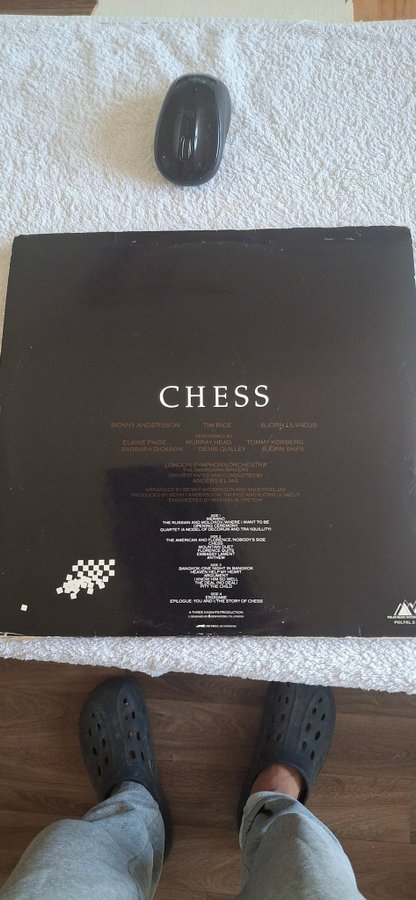 CHESS
BENNY ANDERSSON TIM RICE BJÖRN ULVAEUS
PERFORMED BY
ELAINE PAIGE MURRAY HEAD TOMMY KÖRBERG
BARBARA DICKSON DENIS QUILLEY BJÖRN SKIFS
LONDON SYMPHONY ORCHESTRA
THE AMBROSIAN SINGERS
ORCHESTRATED AND CONDUCTED BY
ANDERS ELJAS
ARRANGED BY BENNY ANDERSSON AND ANDERS ELJAS
PRODUCED BY BENNY ANDERSSON, TIM RICE AND BJÖRN ULVAEUS
ENGINEERED BY MICHAEL B. TRETOW
SIDE 1
MERANO
THE RUSSIAN AND MOLOKOV/WHERE I WANT TO BE
OPENING CEREMONY
QUARTET (A MODEL OF DECORUM AND TRANQUILLITY)
SIDE 2
THE AMERICAN AND FLORENCE/NOBODY'S SIDE
CHESS
MOUNTAIN DUET
FLORENCE QUITS
EMBASSY LAMENT
ANTHEM
SIDE 3
BANGKOK/ONE NIGHT IN BANGKOK
HEAVEN HELP MY HEART
ARGUMENT
I KNOW HIM SO WELL
THE DEAL (NO DEAL)
PITY THE CHILD
SIDE 4
ENDGAME
EPILOGUE: YOU AND I/THE STORY OF CHESS
A THREE KNIGHTS PRODUCTION
POLAR MUSIC